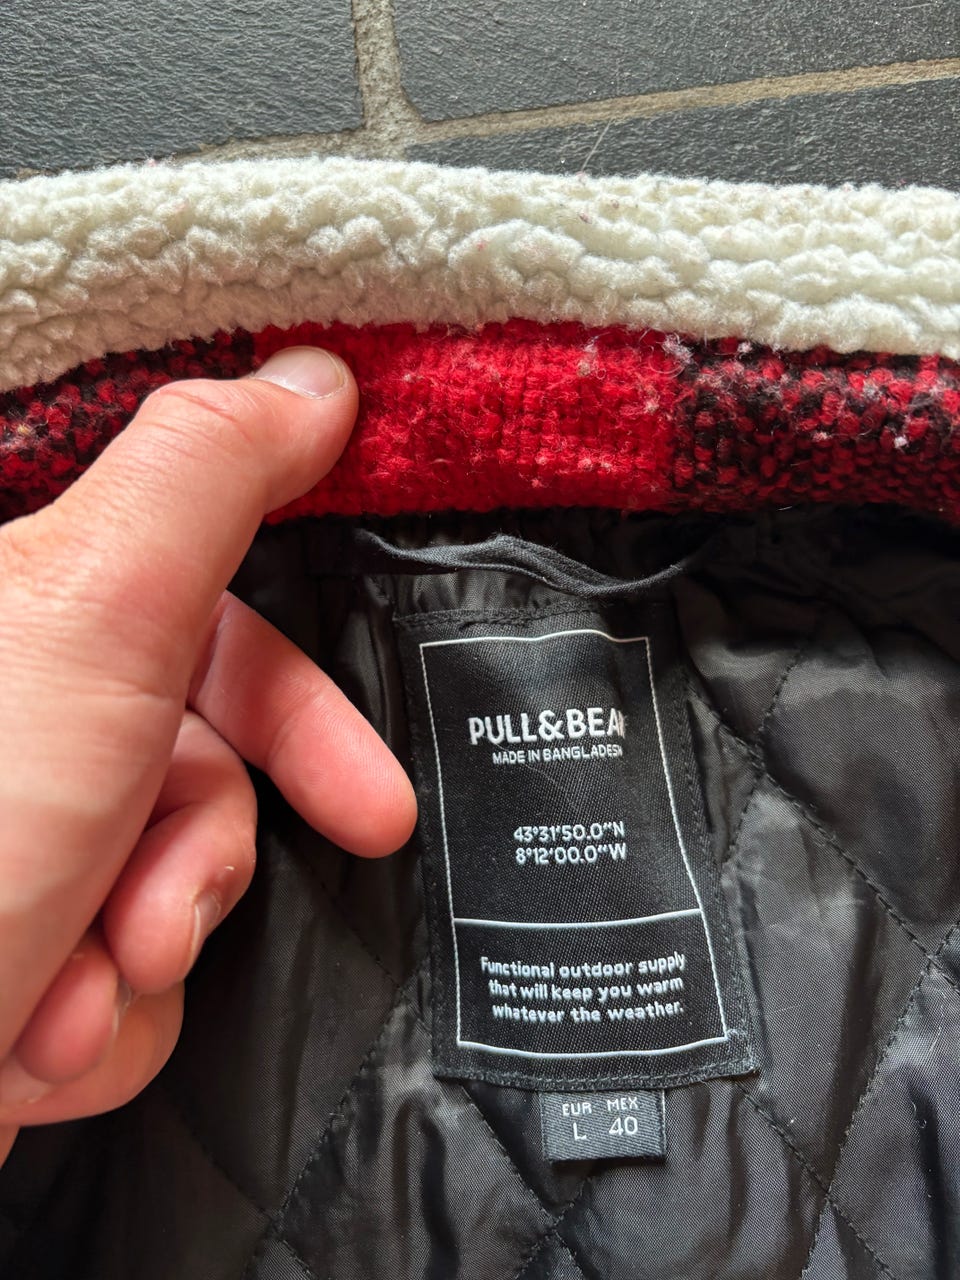 PULL&BEAR
MADE IN BANGLADESH
43°31'50.0"N
8°12'00.0"W
Functional outdoor supply
that will keep you warm
whatever the weather.
EUR MEX
L 40